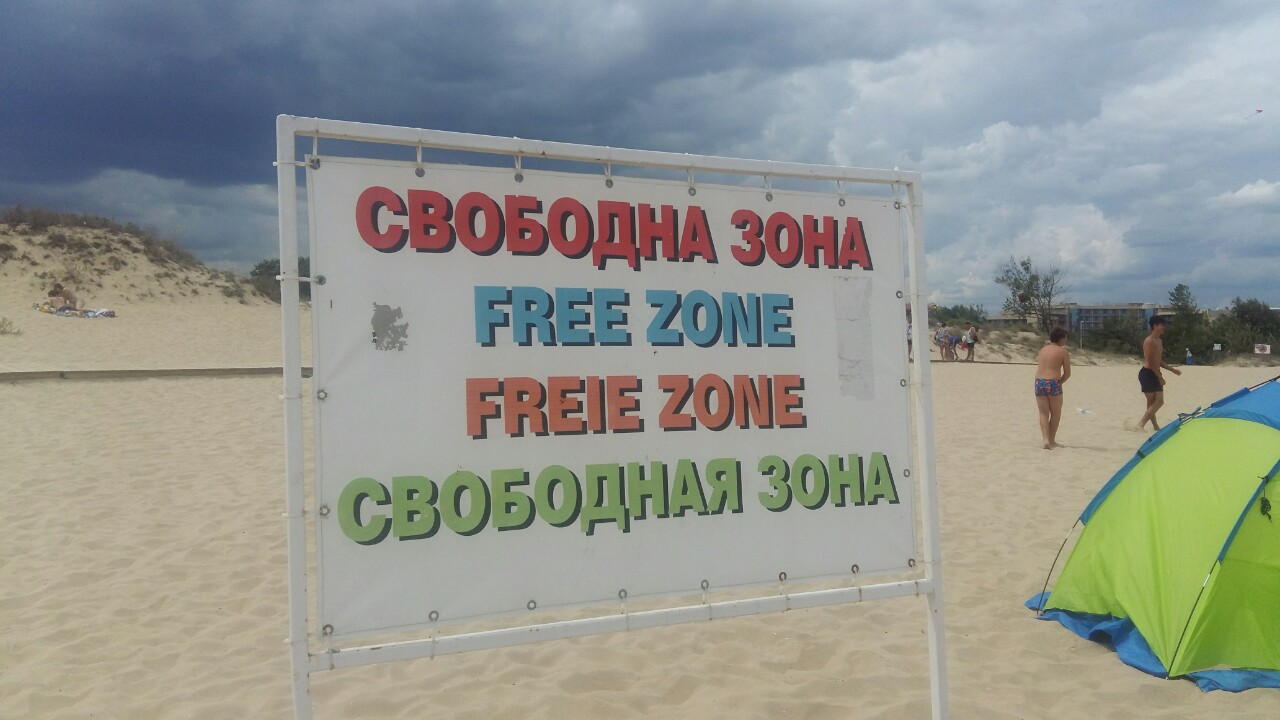 СВОБОДНА ЗОНА
FREE ZONE
FREIE ZONE
СВОБОДНАЯ ЗОНА